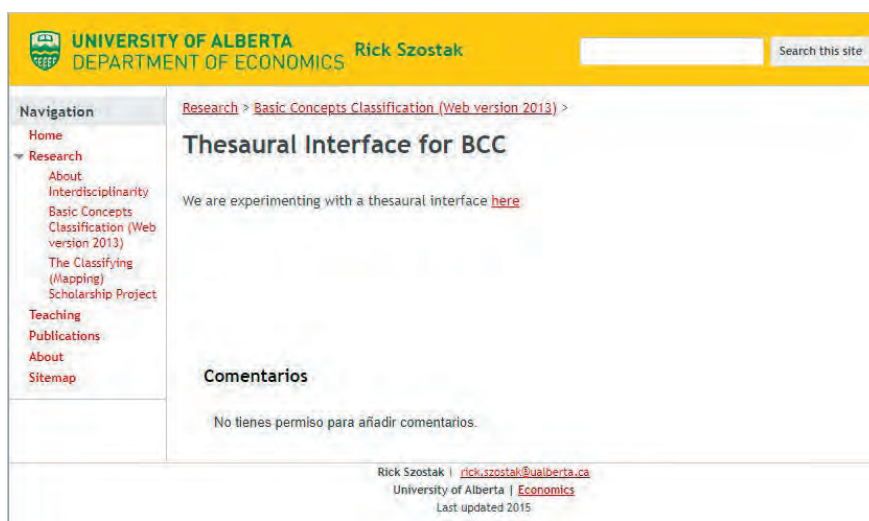 UNIVERSITY OF ALBERTA
DEPARTMENT OF ECONOMICS
Rick Szostak
Search this site
Navigation
Home
Research
About
Interdisciplinarity
Basic Concepts
Classification (Web
version 2013)
The Classifying
(Mapping)
Scholarship Project
Teaching
Publications
About
Sitemap
Research > Basic Concepts Classification (Web version 2013) >
Thesaural Interface for BCC
We are experimenting with a thesaural interface here
Comentarios
No tienes permiso para añadir comentarios.
Rick Szostak | rick.szostak@ualberta.ca
University of Alberta | Economics
Last updated 2015